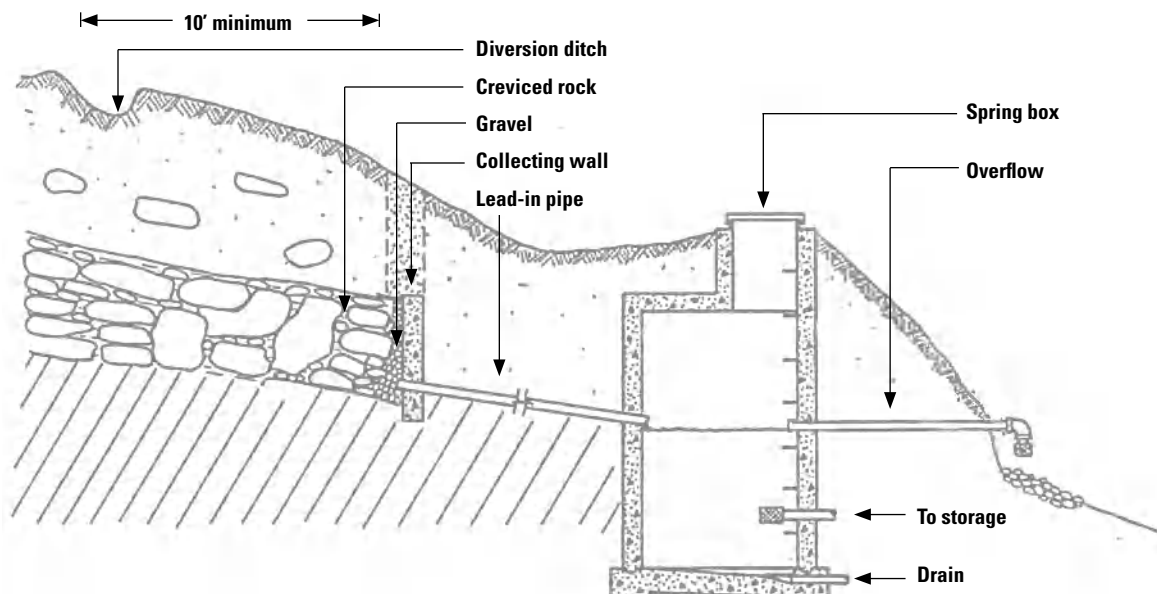 10’ minimum
Diversion ditch
Creviced rock
Gravel
Collecting wall
Lead-in pipe
Spring box
Overflow
To storage
Drain